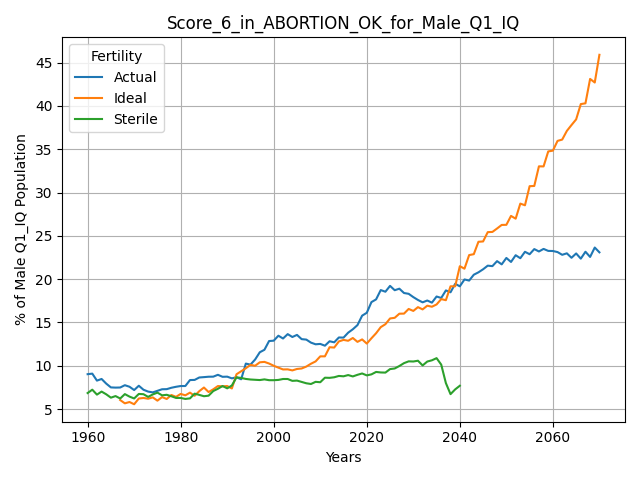 Score_6_in_ABORTION_OK_for_Male_Q1_IQ
Fertility
Actual
Ideal
Sterile
% of Male Q1_IQ Population
45
40
35
30
25
20
15
10
5
1960 1980 2000 2020 2040 2060
Years